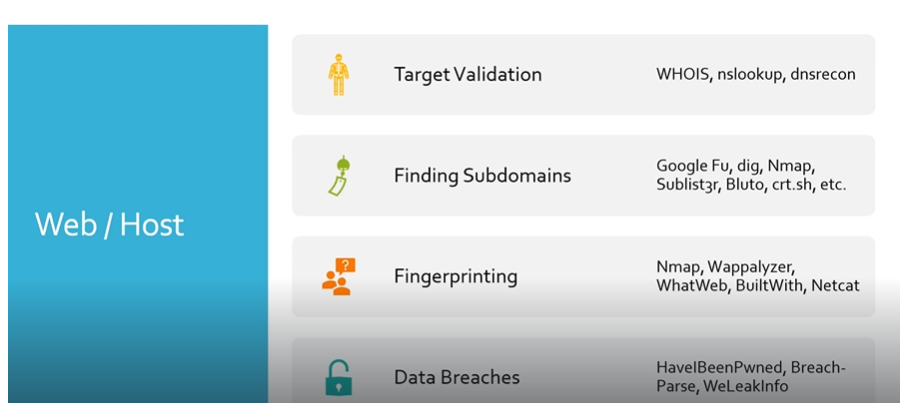 Web / Host
Target Validation
WHOIS, nslookup, dnsrecon
Finding Subdomains
Google Fu, dig, Nmap,
Sublist3r, Bluto, crt.sh, etc.
Fingerprinting
?
Nmap, Wappalyzer,
WhatWeb, BuiltWith, Netcat
Data Breaches
HaveIBeenPwned, Breach-
Parse, WeLeakInfo